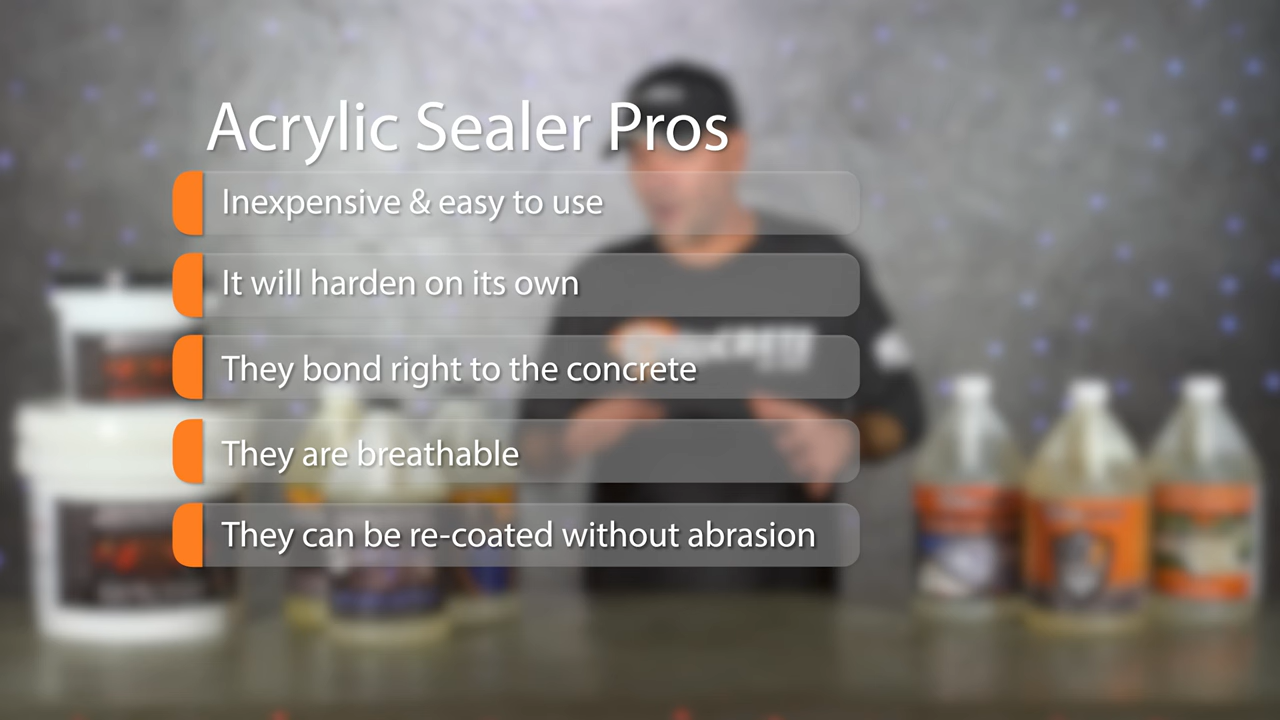 Acrylic Sealer Pros
Inexpensive & easy to use
It will harden on its own
They bond right to the concrete
They are breathable
They can be re-coated without abrasion